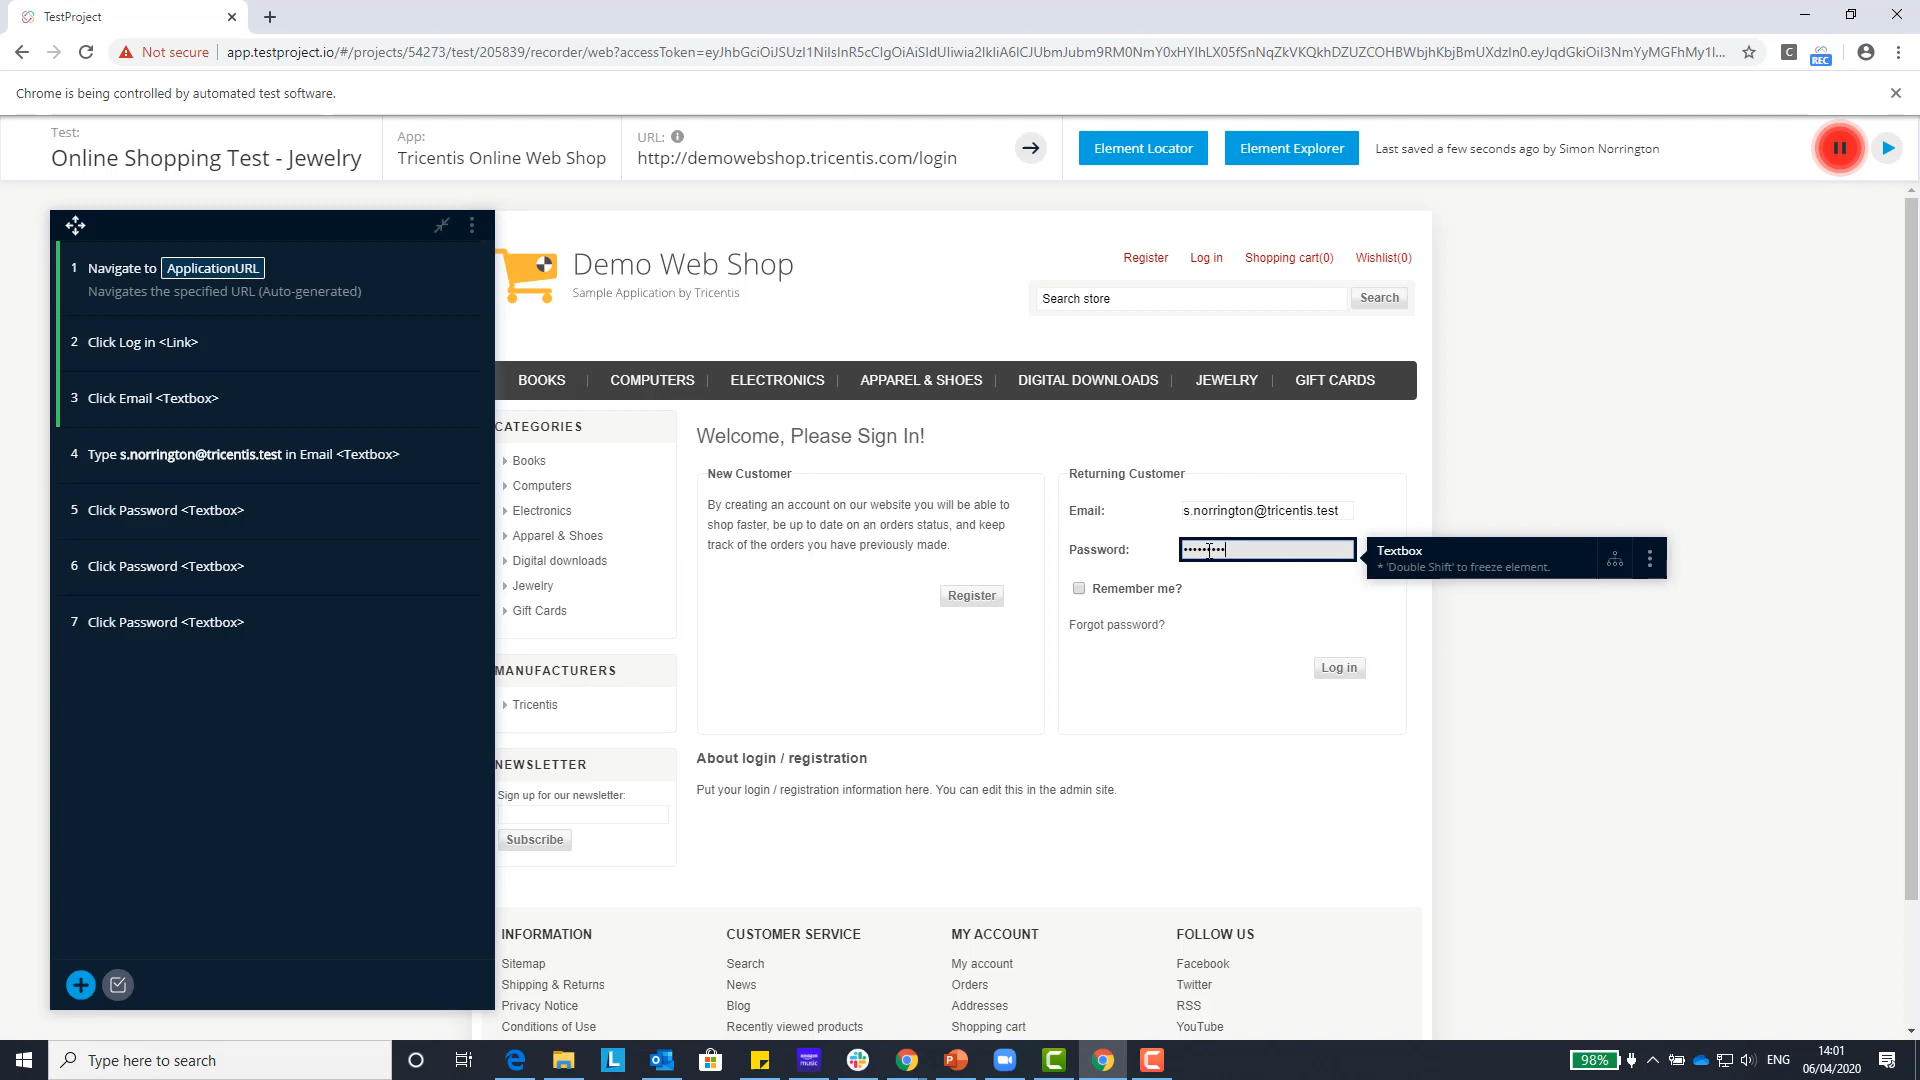 TestProject
Not secure
app.testproject.io/#/projects/54273/test/205839/recorder/web?accessToken=
C
REC
Chrome is being controlled by automated test software.
Test:
Online Shopping Test - Jewelry
App:
Tricentis Online Web Shop
URL:
http://demowebshop.tricentis.com/login
Element Locator
Element Explorer
Last saved a few seconds ago by Simon Norrington
1 Navigate to ApplicationURL
Navigates the specified URL (Auto-generated)
2 Click Log in <Link>
3 Click Email <Textbox>
4 Type s.norrington@tricentis.test in Email <Textbox>
5 Click Password <Textbox>
6 Click Password <Textbox>
7 Click Password <Textbox>
Demo Web Shop
Sample Application by Tricentis
Register Log in Shopping cart(0) Wishlist(0)
Search store Search
BOOKS COMPUTERS ELECTRONICS APPAREL & SHOES DIGITAL DOWNLOADS JEWELRY GIFT CARDS
CATEGORIES
Books
Computers
Electronics
Apparel & Shoes
Digital downloads
Jewelry
Gift Cards
MANUFACTURERS
Tricentis
NEWSLETTER
Sign up for our newsletter:
Subscribe
Welcome, Please Sign In!
New Customer
By creating an account on our website you will be able to
shop faster, be up to date on an orders status, and keep
track of the orders you have previously made.
Register
Returning Customer
Email: s.norrington@tricentis.test
Password:
Remember me?
Forgot password?
Log in
Textbox
* 'Double Shift' to freeze element.
About login / registration
Put your login / registration information here. You can edit this in the admin site.
INFORMATION
Sitemap
Shipping & Returns
Privacy Notice
Conditions of Use
CUSTOMER SERVICE
Search
News
Blog
Recently viewed products
MY ACCOUNT
My account
Orders
Addresses
Shopping cart
FOLLOW US
Facebook
Twitter
RSS
YouTube
Type here to search
98%
ENG
14:01
06/04/2020